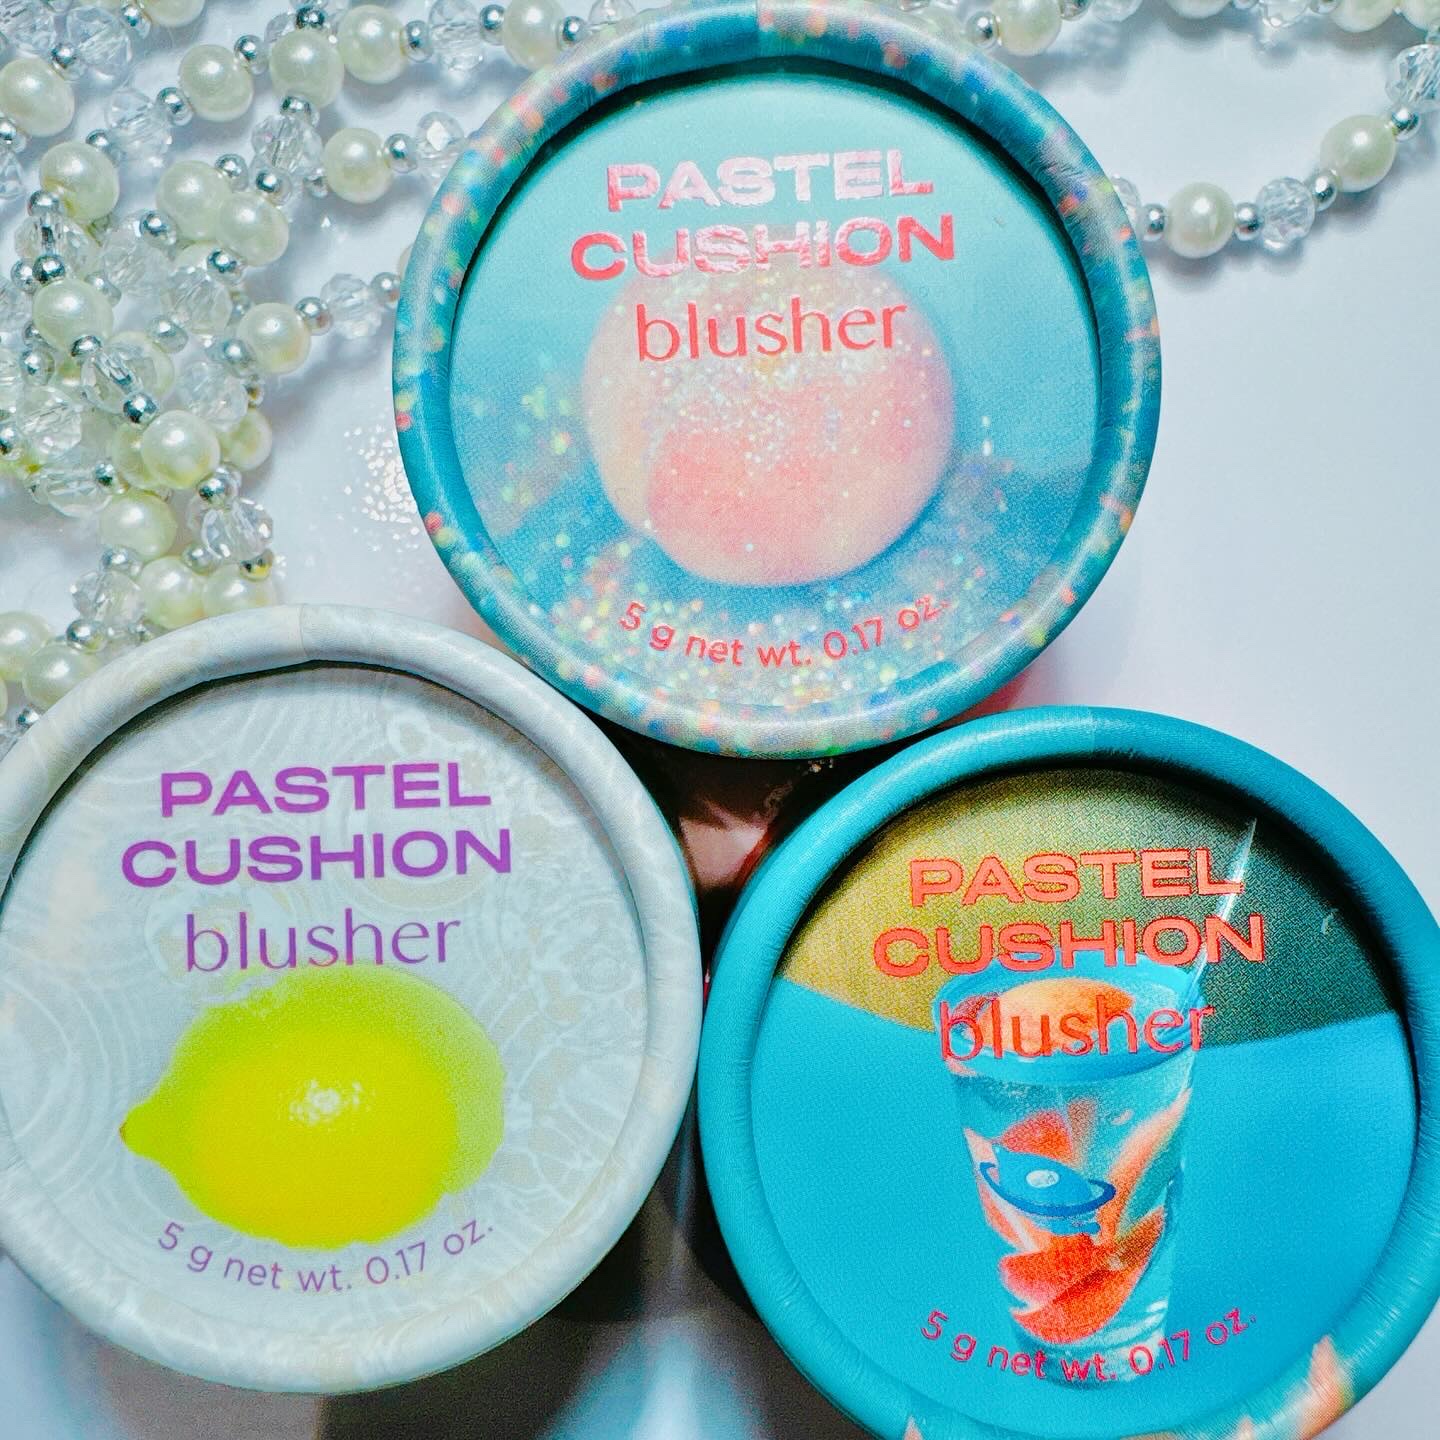 PASTEL
CUSHION
blusher
5 g net wt. 0.17 oz.
PASTEL
CUSHION
blusher
5 g net wt. 0.17 oz.
PASTEL
CUSHION
blusher
5 g net wt. 0.17 oz.